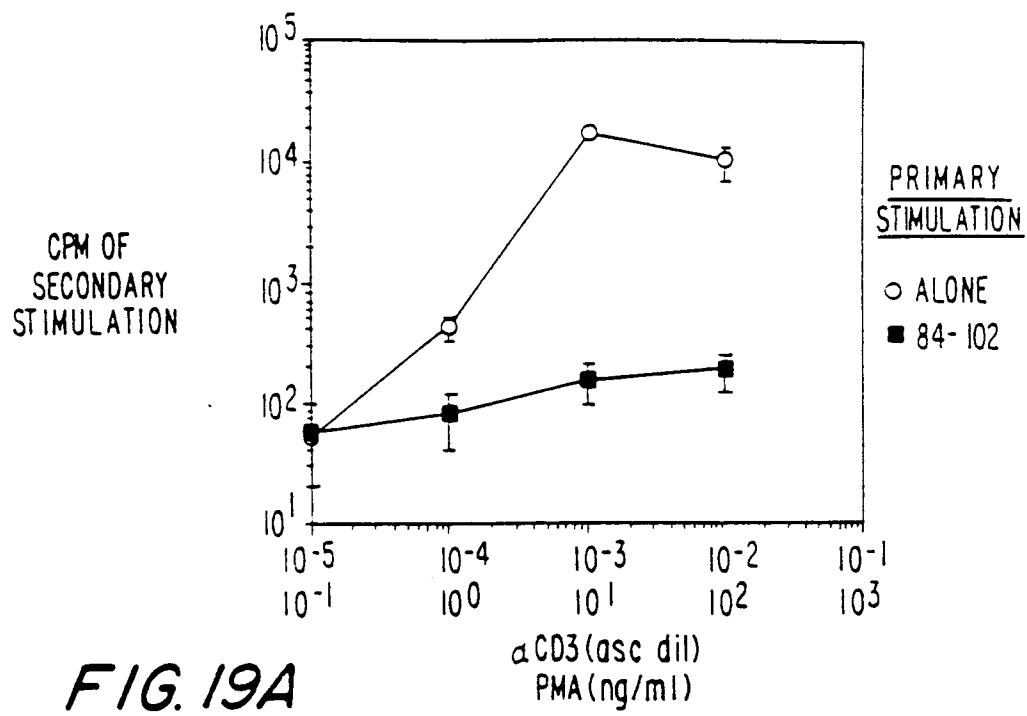 10^5
10^4
10^3
10^2
10^1
CPM OF
SECONDARY
STIMULATION
PRIMARY
STIMULATION
ALONE
84-102
10^-5 10^-4 10^-3 10^-2 10^-1
10^-1 10^0 10^1 10^2 10^3
αCD3(asc dil)
PMA(ng/ml)
FIG. 19A